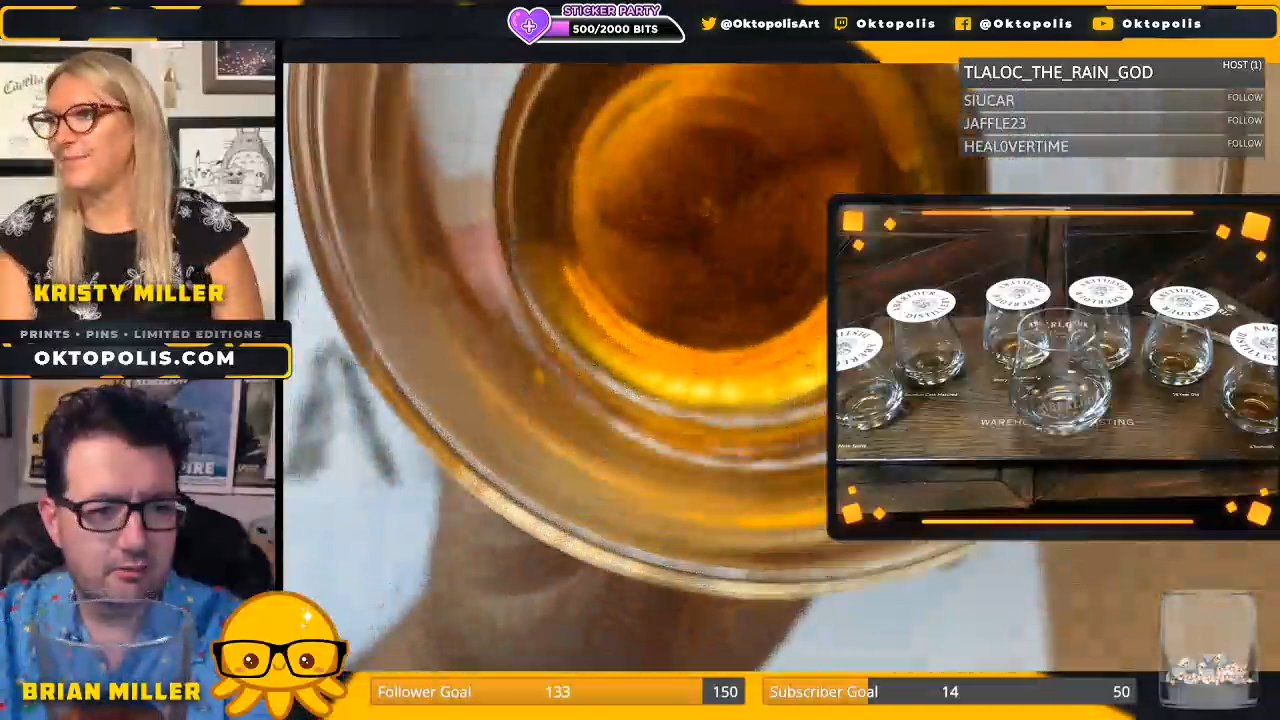 STICKER PARTY
500/2000 BITS
@OktopolisArt
Oktopolis
@Oktopolis
Oktopolis
TLALOC_THE_RAIN_GOD HOST (1)
SIUCAR FOLLOW
JAFFLE23 FOLLOW
HEAL0VERTIME FOLLOW
KRISTY MILLER
PRINTS • PINS • LIMITED EDITIONS
OKTOPOLIS.COM
BRIAN MILLER
Follower Goal 133 150
Subscriber Goal 14 50